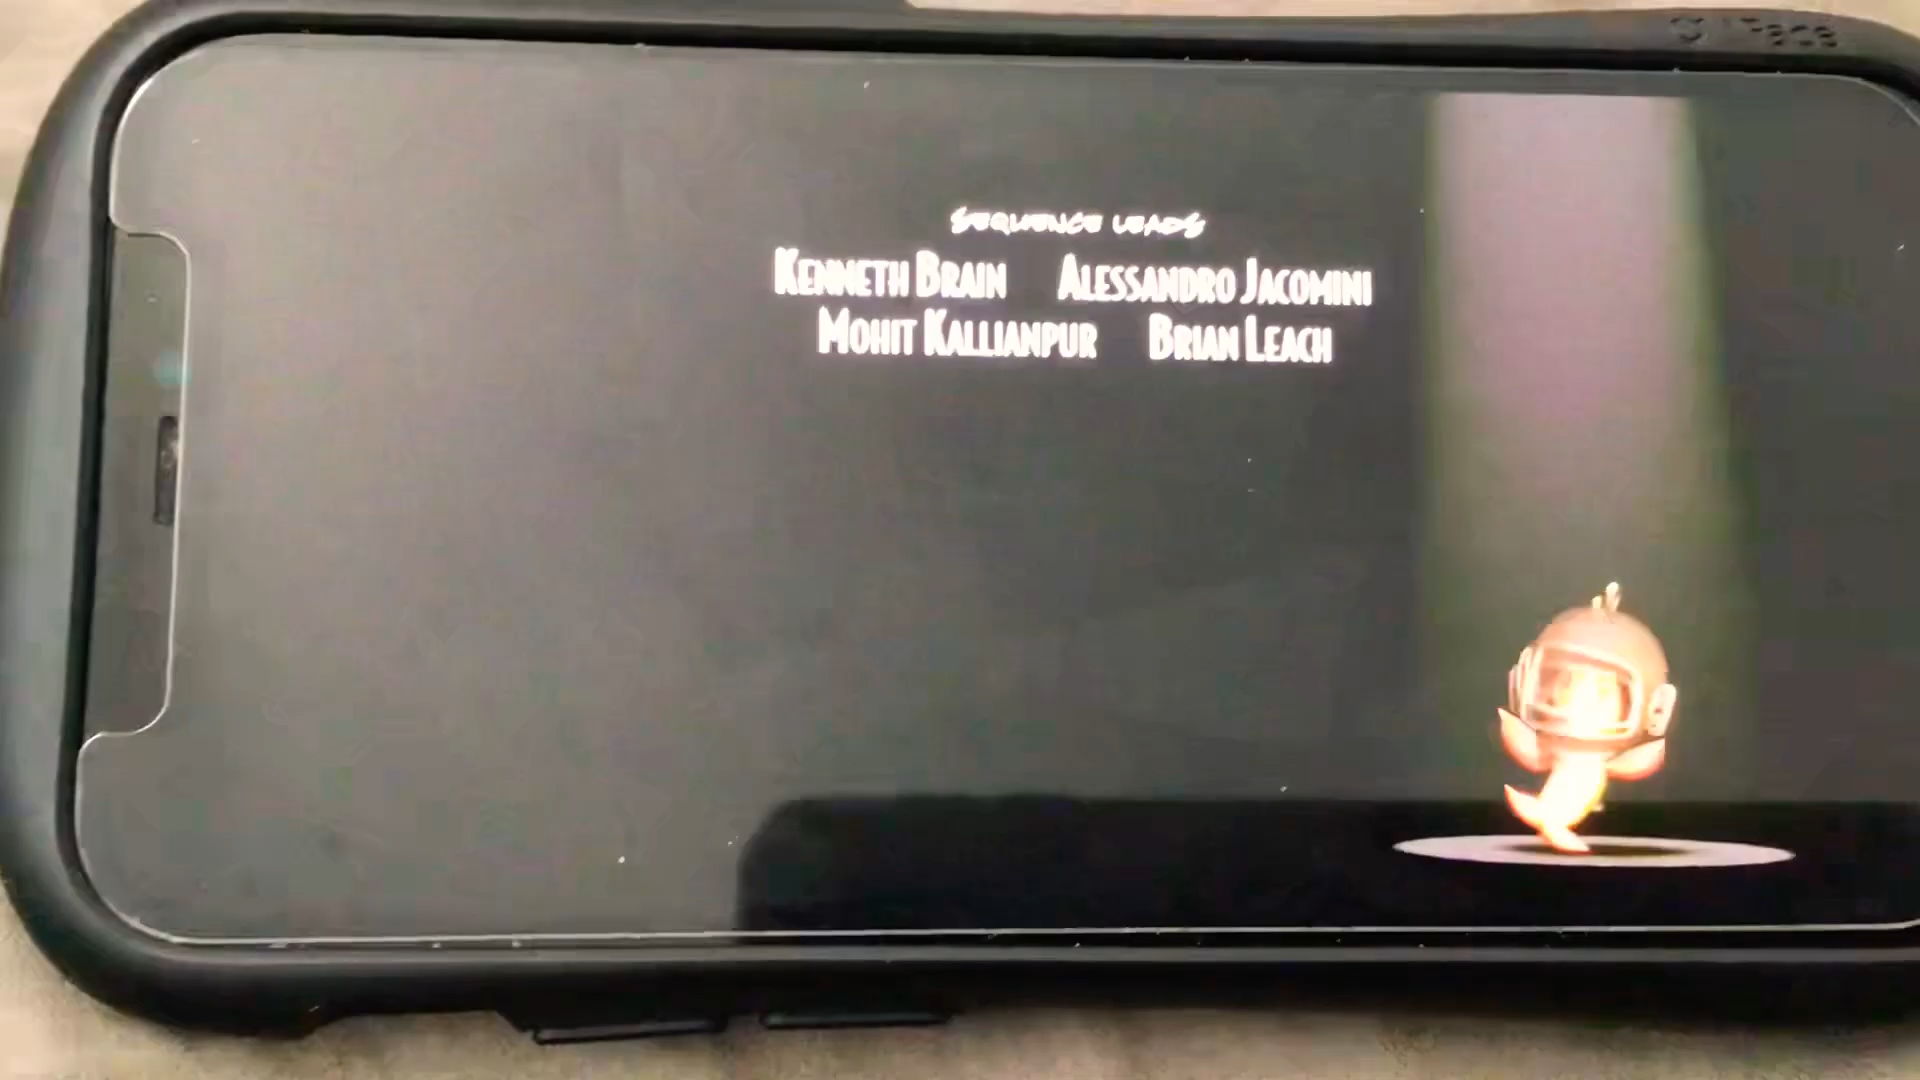 SEQUENCE LEADS
KENNETH BRAIN ALESSANDRO JACOMINI
MOHIT KALLIANPUR BRIAN LEACH